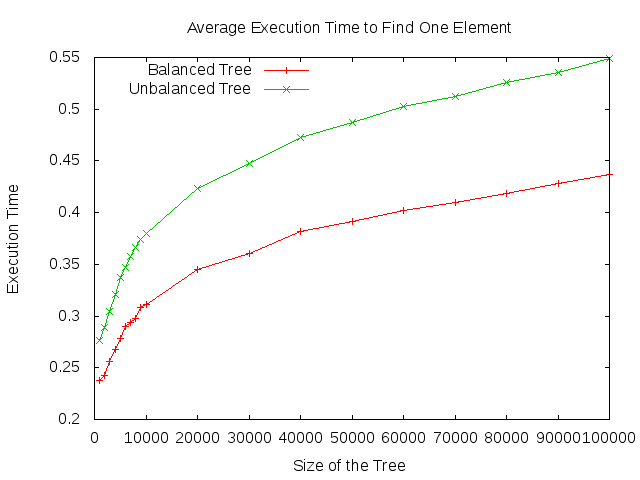 Average Execution Time to Find One Element
0.55
0.5
0.45
0.4
0.35
0.3
0.25
0.2
Execution Time
Balanced Tree
Unbalanced Tree
0 10000 20000 30000 40000 50000 60000 70000 80000 90000 100000
Size of the Tree